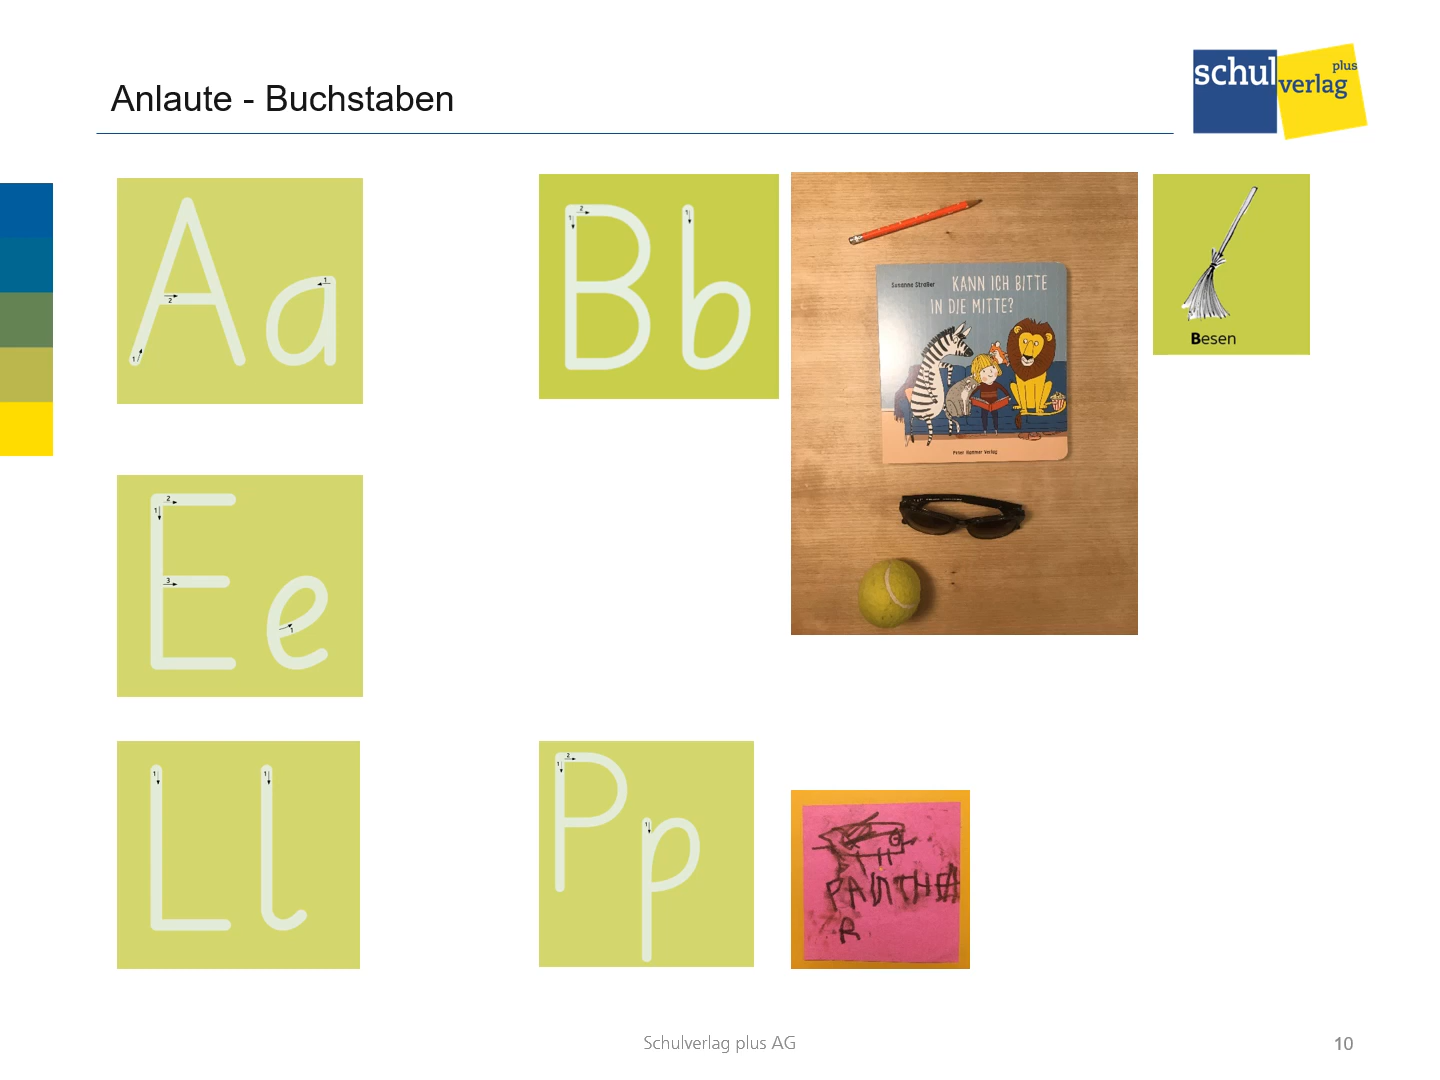 Anlaute - Buchstaben
schul
verlag
plus
Aa
Bb
Susanne Straßer
KANN ICH BITTE
IN DIE MITTE?
Peter Hammer Verlag
Besen
Ee
Ll
Pp
PANTHE
R
Schulverlag plus AG
10